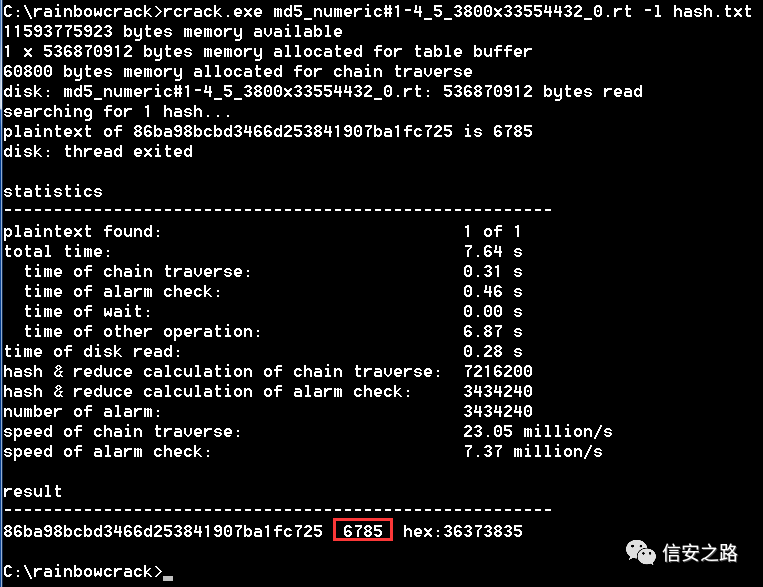 C:\rainbowcrack>rcrack.exe md5_numeric#1-4_5_3800x33554432_0.rt -l hash.txt
11593775923 bytes memory available
1 x 536870912 bytes memory allocated for table buffer
60800 bytes memory allocated for chain traverse
disk: md5_numeric#1-4_5_3800x33554432_0.rt: 536870912 bytes read
searching for 1 hash...
plaintext of 86ba98bcbd3466d253841907ba1fc725 is 6785
disk: thread exited
statistics
-------------------------------------------------------
plaintext found: 1 of 1
total time: 7.64 s
time of chain traverse: 0.31 s
time of alarm check: 0.46 s
time of wait: 0.00 s
time of other operation: 6.87 s
time of disk read: 0.28 s
hash & reduce calculation of chain traverse: 7216200
hash & reduce calculation of alarm check: 3434240
number of alarm: 3434240
speed of chain traverse: 23.05 million/s
speed of alarm check: 7.37 million/s
result
-------------------------------------------------------
86ba98bcbd3466d253841907ba1fc725 6785 hex:36373835
信安之路
C:\rainbowcrack>_